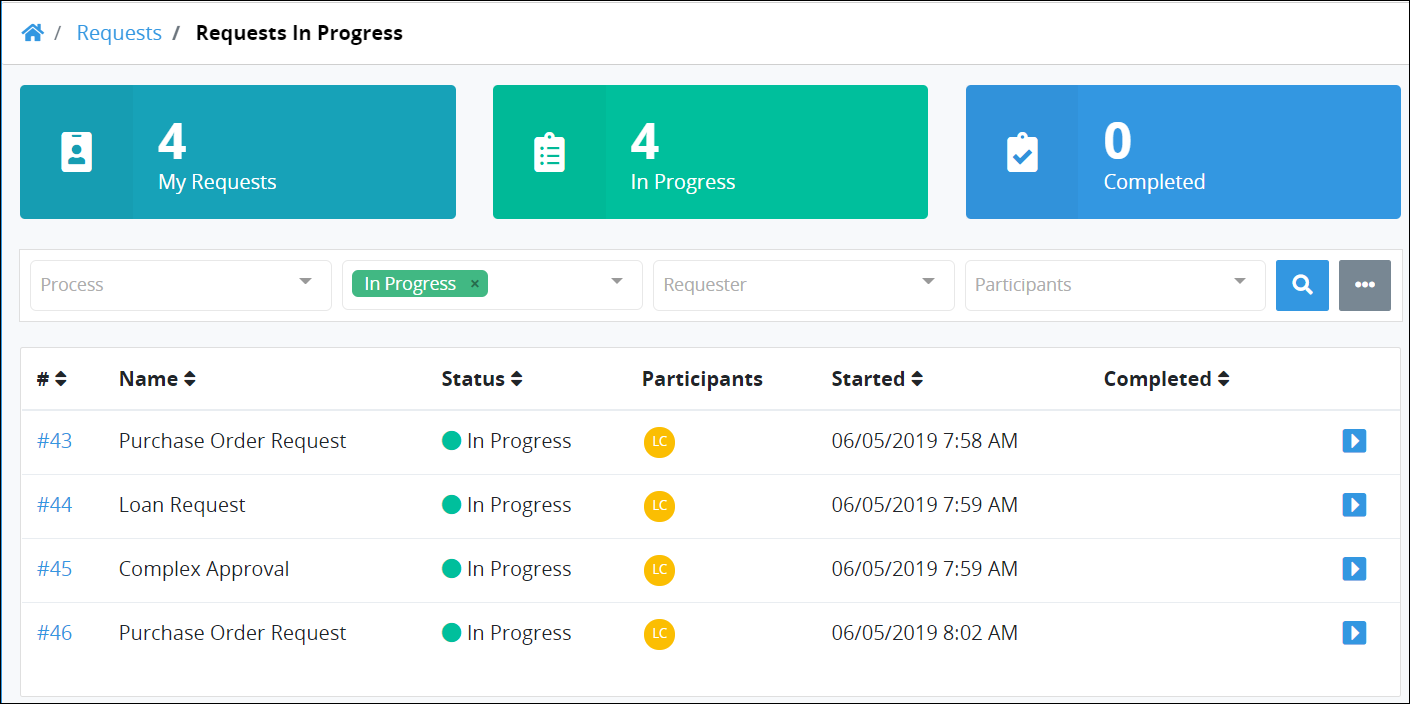 / Requests / Requests In Progress
4
My Requests
4
In Progress
0
Completed
Process In Progress × Requester Participants
# Name Status Participants Started Completed
#43 Purchase Order Request In Progress LC 06/05/2019 7:58 AM
#44 Loan Request In Progress LC 06/05/2019 7:59 AM
#45 Complex Approval In Progress LC 06/05/2019 7:59 AM
#46 Purchase Order Request In Progress LC 06/05/2019 8:02 AM